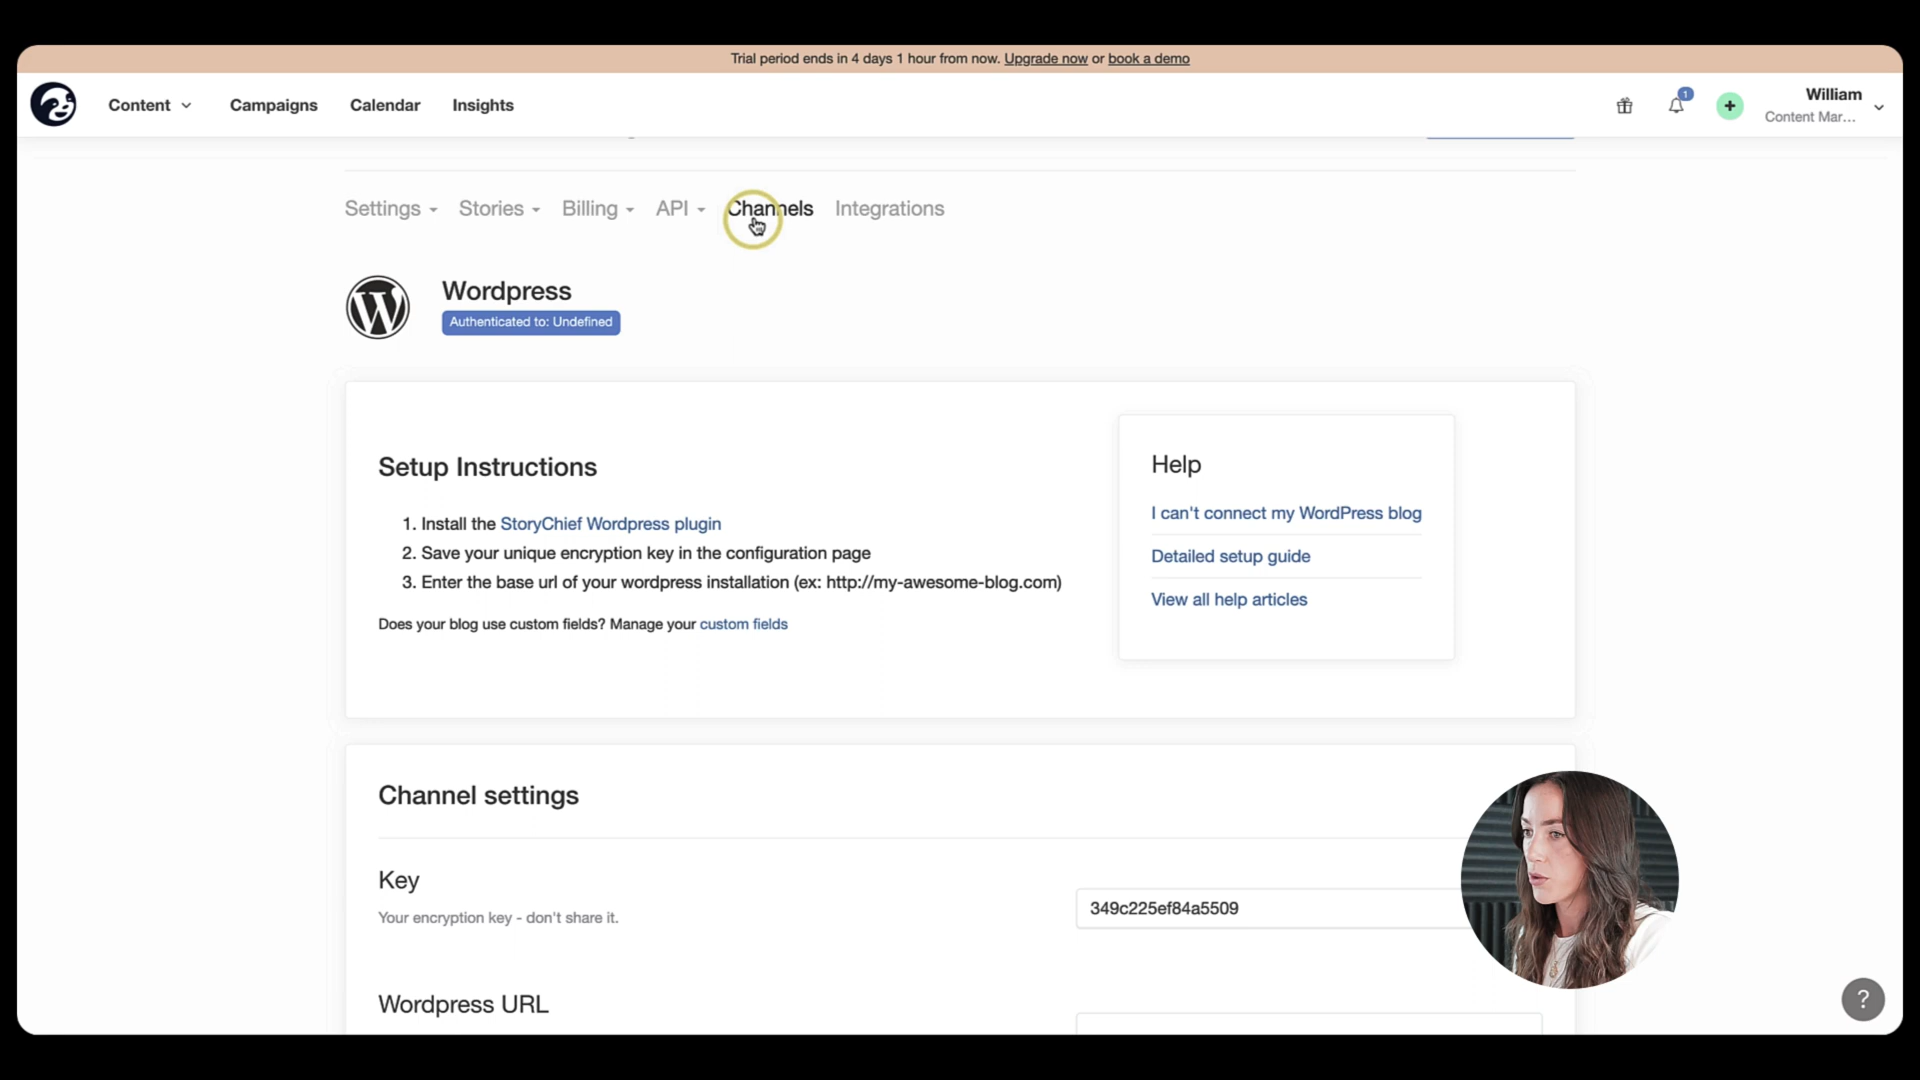 Trial period ends in 4 days 1 hour from now. Upgrade now or book a demo
Content Campaigns Calendar Insights
1
+
William
Content Mar...
Settings Stories Billing API Channels Integrations
W
Wordpress
Authenticated to: Undefined
Setup Instructions
1. Install the StoryChief Wordpress plugin
2. Save your unique encryption key in the configuration page
3. Enter the base url of your wordpress installation (ex: http://my-awesome-blog.com)
Does your blog use custom fields? Manage your custom fields
Help
I can't connect my WordPress blog
Detailed setup guide
View all help articles
Channel settings
Key
Your encryption key - don't share it.
349c225ef84a5509
Wordpress URL
?